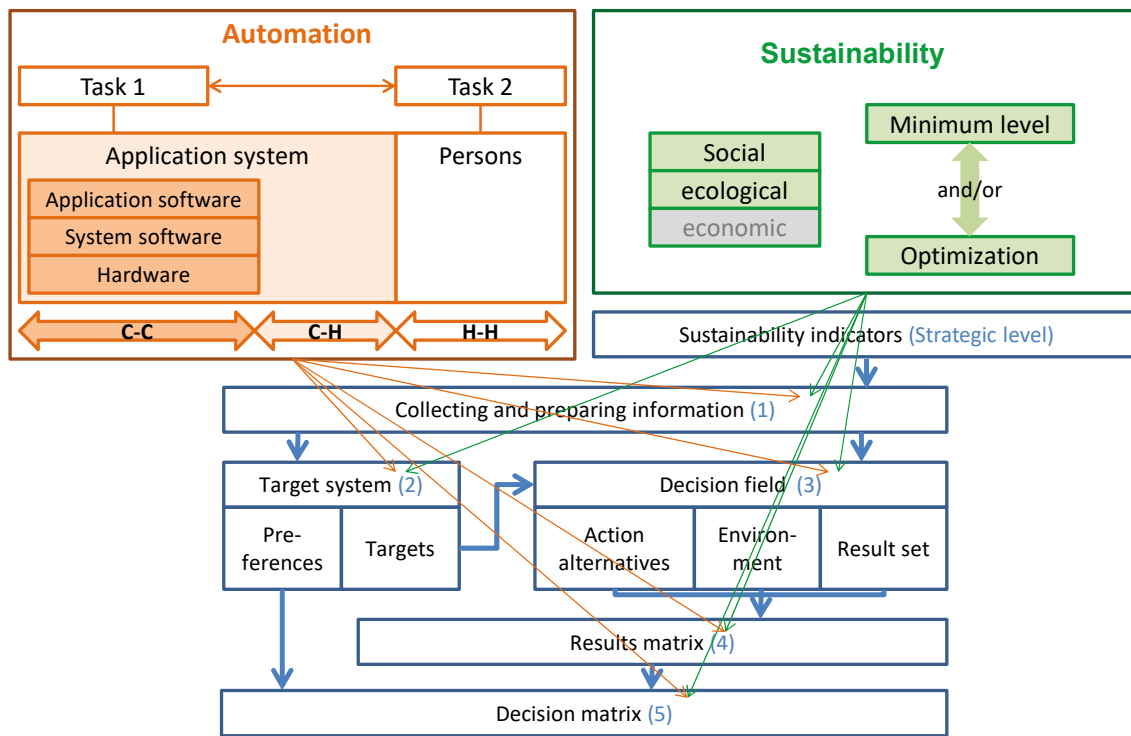 Automation
Task 1
Task 2
Application system
Persons
Application software
System software
Hardware
C-C
C-H
H-H
Sustainability
Social
ecological
economic
Minimum level
and/or
Optimization
Sustainability indicators (Strategic level)
Collecting and preparing information (1)
Target system (2)
Pre-
ferences
Targets
Decision field (3)
Action
alternatives
Environ-
ment
Result set
Results matrix (4)
Decision matrix (5)